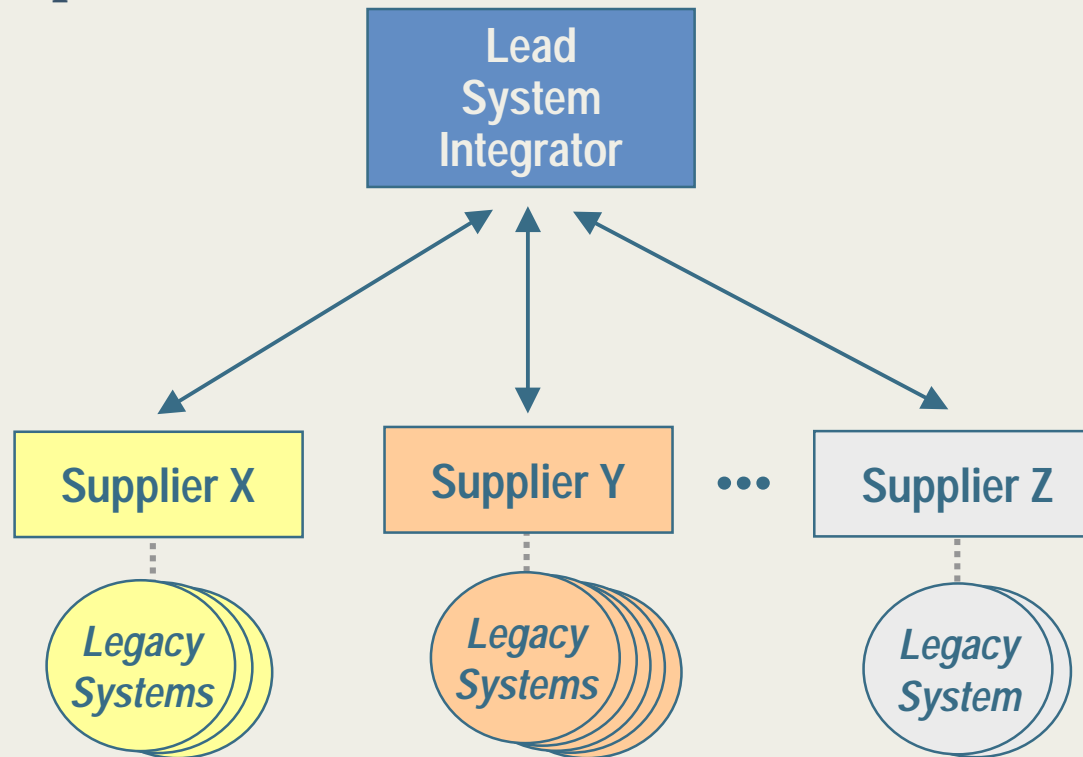 Lead
System
Integrator
Supplier X
Supplier Y
•••
Supplier Z
Legacy
Systems
Legacy
Systems
Legacy
System